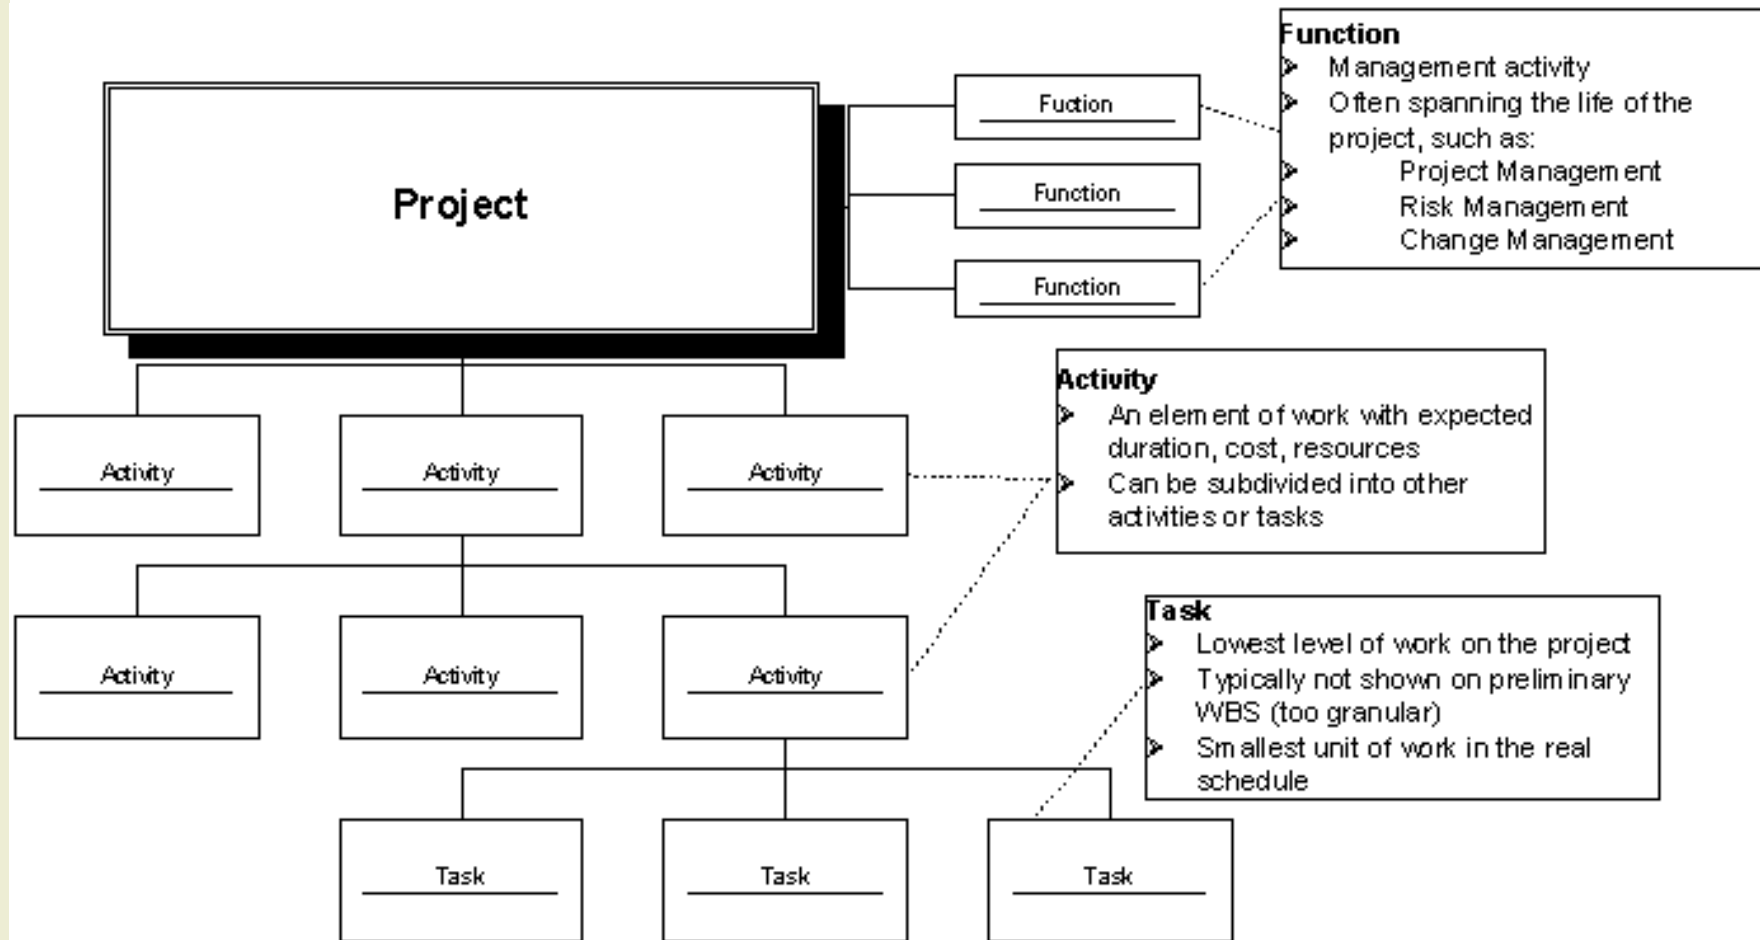 Project
Fuction
Function
Function
Function
Management activity
Often spanning the life of the
project, such as:
Project Management
Risk Management
Change Management
Activity
An element of work with expected
duration, cost, resources
Can be subdivided into other
activities or tasks
Activity
Activity
Activity
Activity
Activity
Activity
Task
Lowest level of work on the project
Typically not shown on preliminary
WBS (too granular)
Smallest unit of work in the real
schedule
Task
Task
Task